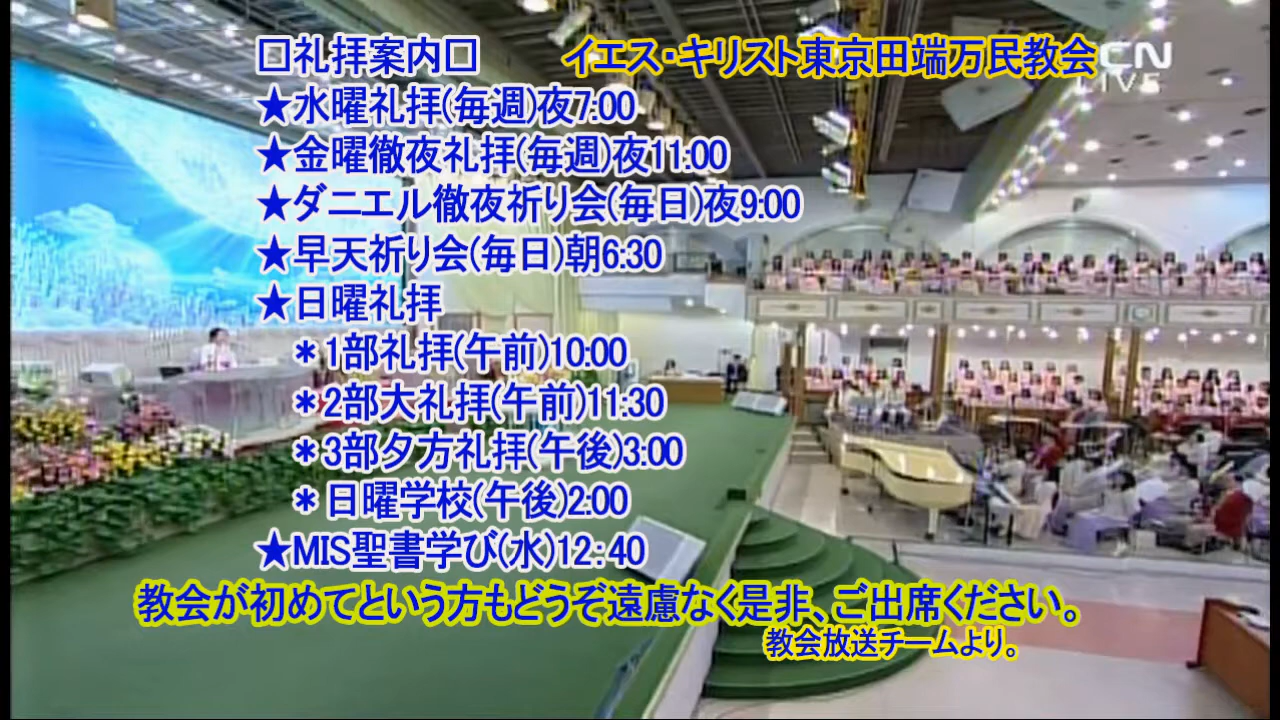 □礼拝案内□　イエス・キリスト東京田端万民教会
CN
LIVE
★水曜礼拝(毎週)夜7:00
★金曜徹夜礼拝(毎週)夜11:00
★ダニエル徹夜祈り会(毎日)夜9:00
★早天祈り会(毎日)朝6:30
★日曜礼拝
＊1部礼拝(午前)10:00
＊2部大礼拝(午前)11:30
＊3部夕方礼拝(午後)3:00
＊日曜学校(午後)2:00
★MIS聖書学び(水)12:40
教会が初めてという方もどうぞ遠慮なく是非、ご出席ください。
教会放送チームより。